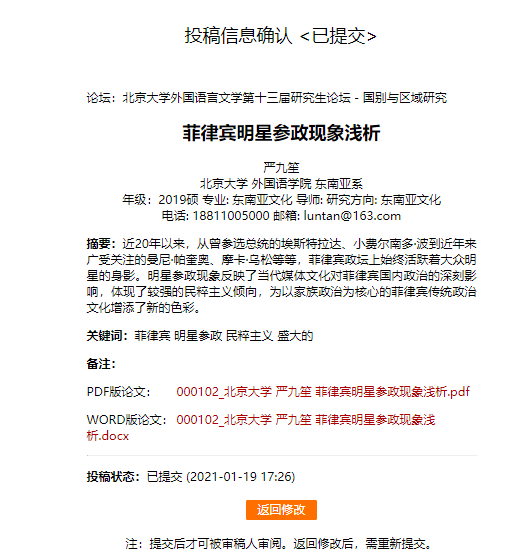 投稿信息确认 <已提交>
论坛：北京大学外国语言文学第十三届研究生论坛 - 国别与区域研究
菲律宾明星参政现象浅析
严九笙
北京大学 外国语学院 东南亚系
年级：2019硕 专业: 东南亚文化 导师: 研究方向: 东南亚文化
电话: 18811005000 邮箱: luntan@163.com
摘要：近20年以来，从曾参选总统的埃斯特拉达、小费尔南多·波到近年来
广受关注的曼尼·帕奎奥、摩卡·乌松等等，菲律宾政坛上始终活跃着大众明
星的身影。明星参政现象反映了当代媒体文化对菲律宾国内政治的深刻影
响，体现了较强的民粹主义倾向，为以家族政治为核心的菲律宾传统政治
文化增添了新的色彩。
关键词：菲律宾 明星参政 民粹主义 盛大的
备注：
PDF版论文： 000102_北京大学 严九笙 菲律宾明星参政现象浅析.pdf
WORD版论文：000102_北京大学 严九笙 菲律宾明星参政现象浅
析.docx
投稿状态：已提交 (2021-01-19 17:26)
返回修改
注：提交后才可被审稿人审阅。返回修改后，需重新提交。